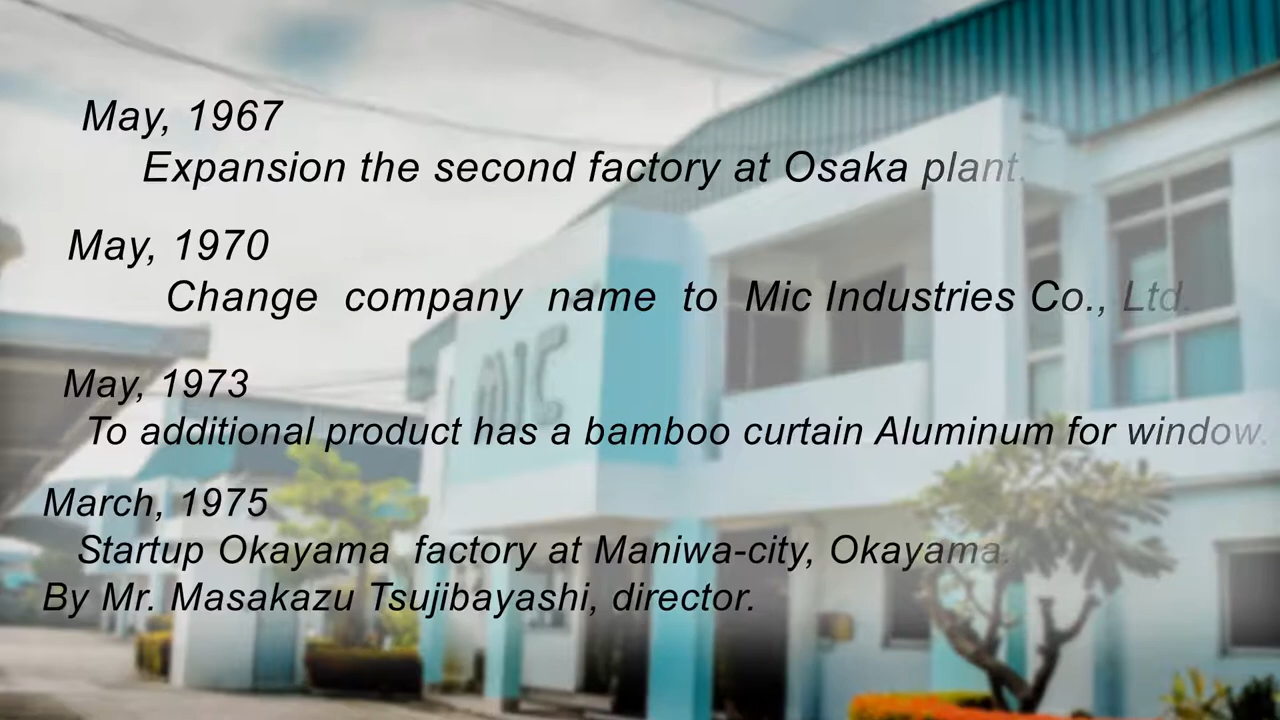 May, 1967
Expansion the second factory at Osaka plant.
May, 1970
Change company name to Mic Industries Co., Ltd.
MIC
May, 1973
To additional product has a bamboo curtain Aluminum for window.
March, 1975
Startup Okayama factory at Maniwa-city, Okayama.
By Mr. Masakazu Tsujibayashi, director.